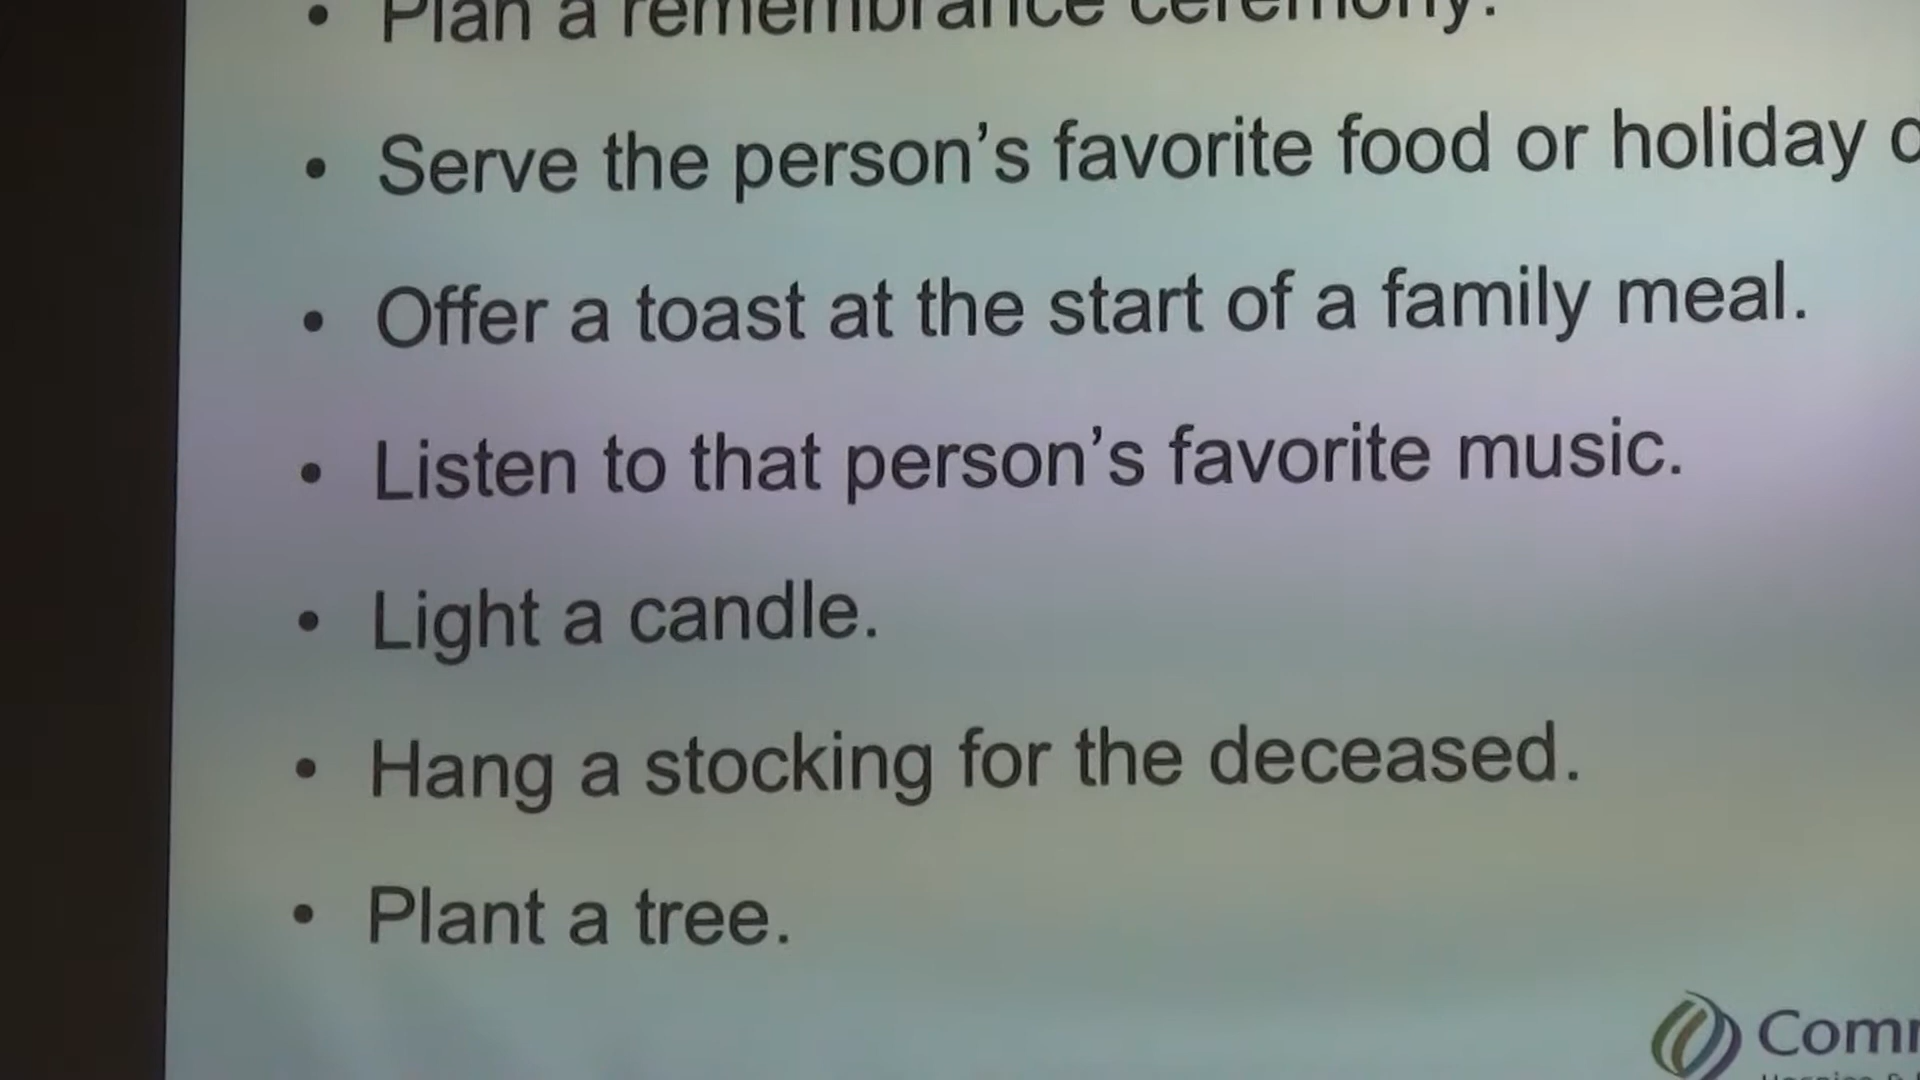 • Plan a remembrance ceremony.
• Serve the person's favorite food or holiday
• Offer a toast at the start of a family meal.
• Listen to that person's favorite music.
• Light a candle.
• Hang a stocking for the deceased.
• Plant a tree.